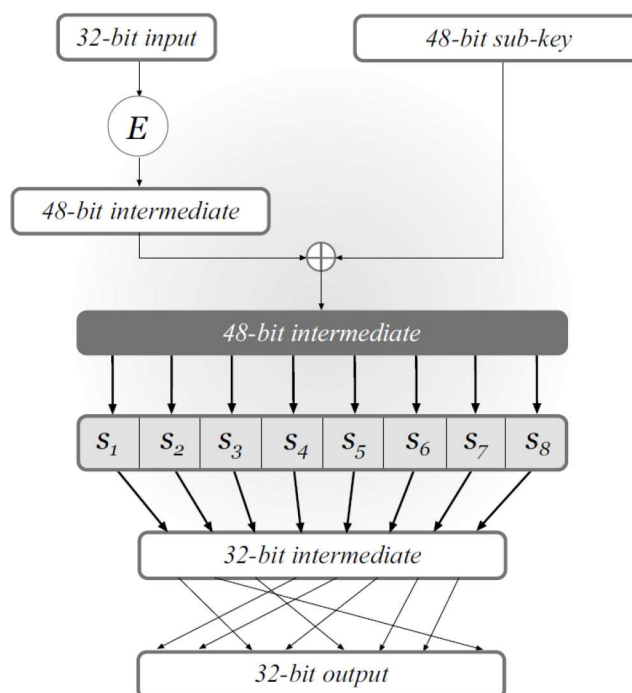 32-bit input
48-bit sub-key
E
48-bit intermediate
48-bit intermediate
S₁ S₂ S₃ S₄ S₅ S₆ S₇ S₈
32-bit intermediate
32-bit output